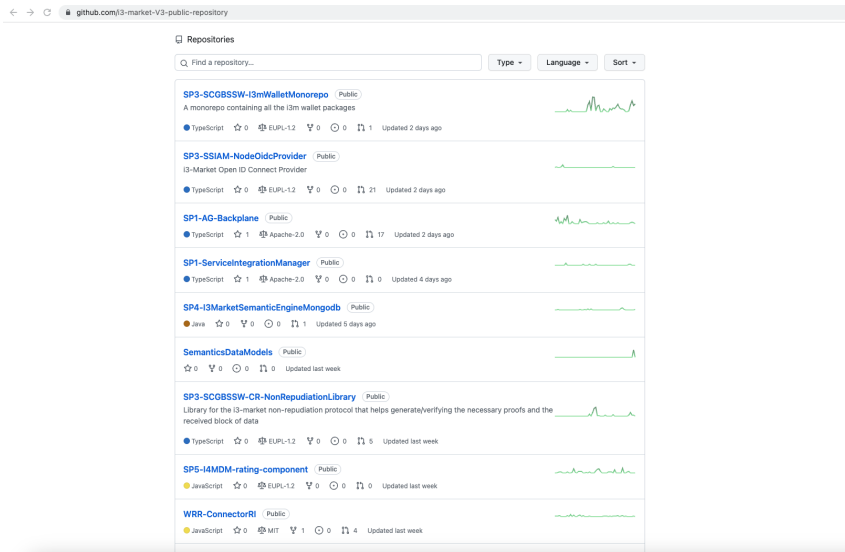 github.com/i3-market-V3-public-repository
Repositories
Find a repository...
Type
Language
Sort
SP3-SCGBSSW-I3mWalletMonorepo Public
A monorepo containing all the i3m wallet packages
TypeScript 0 EUPL-1.2 0 0 1 Updated 2 days ago
SP3-SSIAM-NodeOidcProvider Public
i3-Market Open ID Connect Provider
TypeScript 0 EUPL-1.2 0 0 21 Updated 2 days ago
SP1-AG-Backplane Public
TypeScript 1 Apache-2.0 0 0 17 Updated 2 days ago
SP1-ServiceIntegrationManager Public
TypeScript 1 Apache-2.0 0 0 0 Updated 4 days ago
SP4-I3MarketSemanticEngineMongodb Public
Java 0 0 0 1 Updated 5 days ago
SemanticsDataModels Public
0 0 0 0 Updated last week
SP3-SCGBSSW-CR-NonRepudiationLibrary Public
Library for the i3-market non-repudiation protocol that helps generate/verifying the necessary proofs and the
received block of data
TypeScript 0 EUPL-1.2 0 0 5 Updated last week
SP5-I4MDM-rating-component Public
JavaScript 0 EUPL-1.2 0 0 0 Updated last week
WRR-ConnectorRI Public
JavaScript 0 MIT 1 0 4 Updated last week